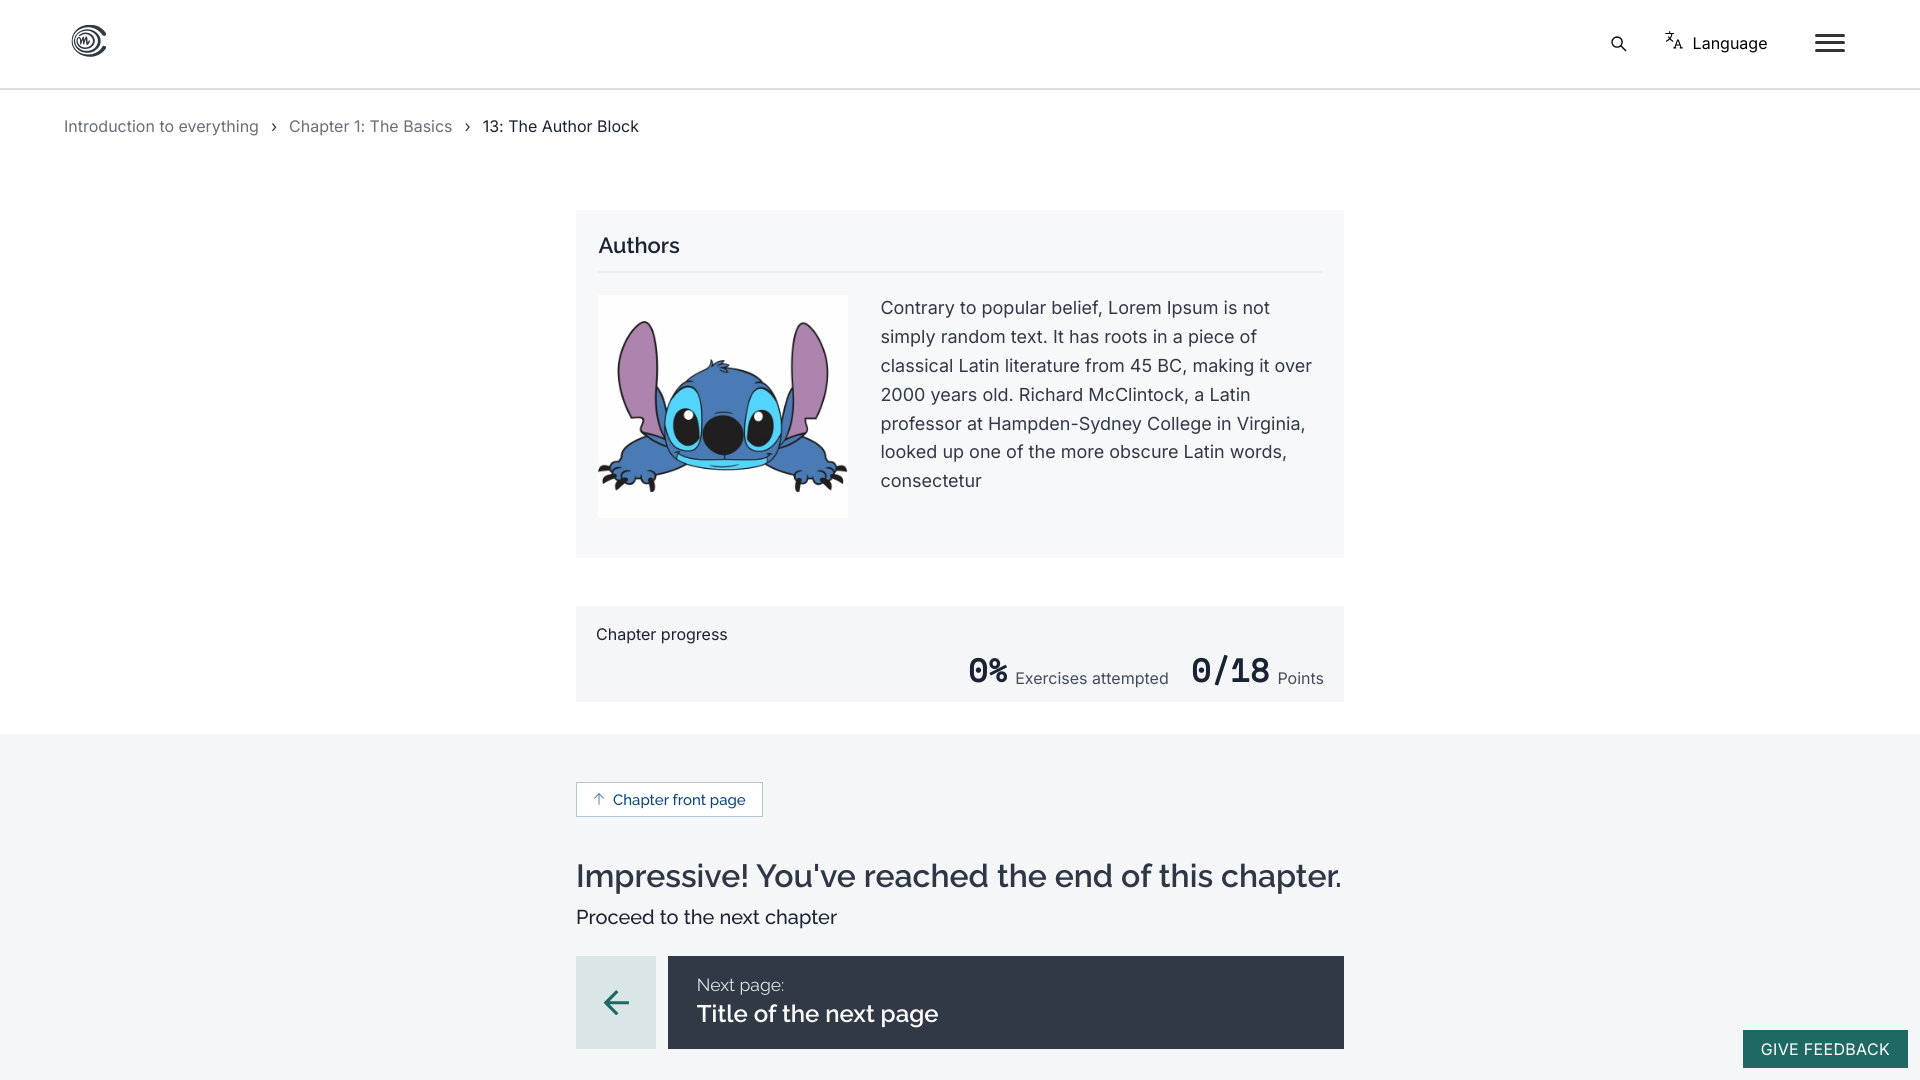 Language
Introduction to everything › Chapter 1: The Basics › 13: The Author Block
Authors
Contrary to popular belief, Lorem Ipsum is not
simply random text. It has roots in a piece of
classical Latin literature from 45 BC, making it over
2000 years old. Richard McClintock, a Latin
professor at Hampden-Sydney College in Virginia,
looked up one of the more obscure Latin words,
consectetur
Chapter progress
0% Exercises attempted 0/18 Points
Chapter front page
Impressive! You've reached the end of this chapter.
Proceed to the next chapter
Next page:
Title of the next page
GIVE FEEDBACK